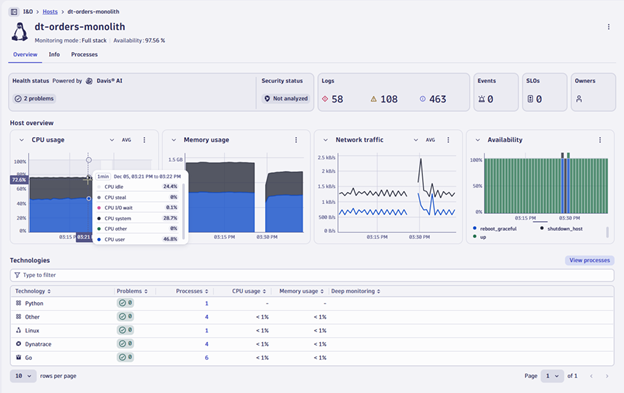 I&O > Hosts > dt-orders-monolith
dt-orders-monolith
Monitoring mode: Full stack | Availability: 97.56 %
Overview Info Processes
Health status Powered by Davis® AI
2 problems
Security status
Not analyzed
Logs
58 108 463
Events
0
SLOs
0
Owners
Host overview
CPU usage AVG
100%
80%
72.6%
60%
40%
20%
0%
03:15 PM
03:21 PM
1min Dec 05, 03:21 PM to 03:22 PM
CPU idle 24.4%
CPU steal 0%
CPU I/O wait 0.1%
CPU system 28.7%
CPU other 0%
CPU user 46.8%
Memory usage
1.5 GB
03:15 PM 03:30 PM
Network traffic AVG
2.5 kb/s
2 kb/s
1.5 kb/s
1 kb/s
500 b/s
0 b/s
03:15 PM 03:30 PM
Availability
100%
50%
0%
03:15 PM 03:30 PM
reboot_graceful shutdown_host
up
Technologies
View processes
Type to filter
Technology Problems Processes CPU usage Memory usage Deep monitoring
Python 0 1 - -
Other 0 4 < 1% < 1%
Linux 0 1 < 1% < 1%
Dynatrace 0 4 < 1% < 1%
Go 0 6 < 1% < 1%
10 rows per page
Page 1 of 1